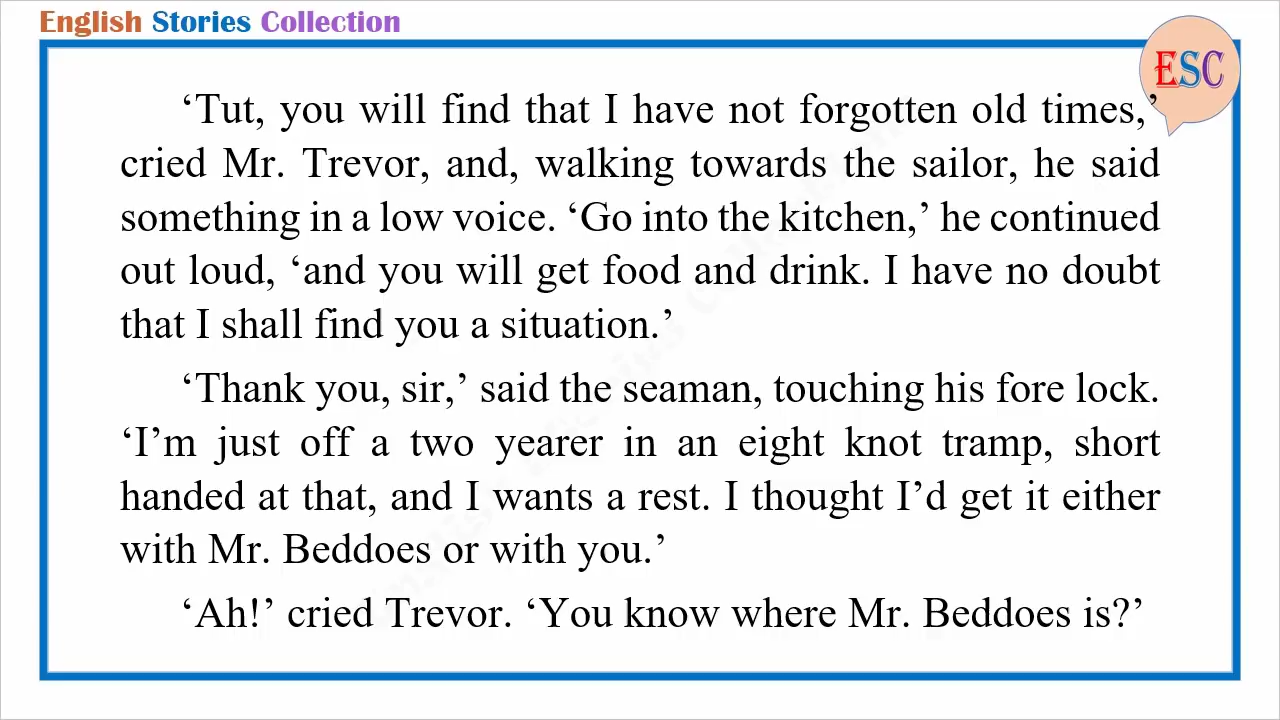 English Stories Collection
ESC
‘Tut, you will find that I have not forgotten old times,’
cried Mr. Trevor, and, walking towards the sailor, he said
something in a low voice. ‘Go into the kitchen,’ he continued
out loud, ‘and you will get food and drink. I have no doubt
that I shall find you a situation.’
‘Thank you, sir,’ said the seaman, touching his fore lock.
‘I’m just off a two yearer in an eight knot tramp, short
handed at that, and I wants a rest. I thought I’d get it either
with Mr. Beddoes or with you.’
‘Ah!’ cried Trevor. ‘You know where Mr. Beddoes is?’